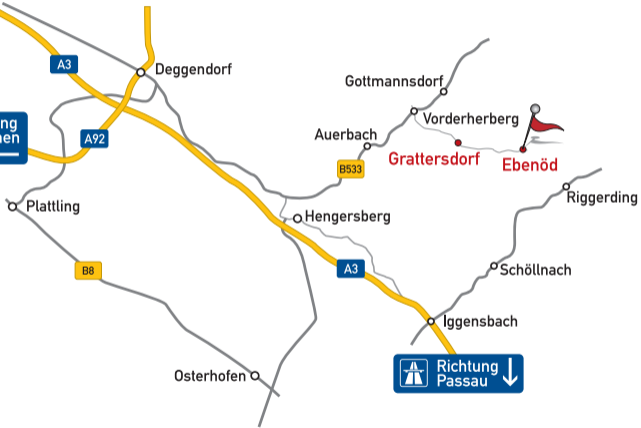 A3
Deggendorf
Gottmannsdorf
Vorderherberg
A92
Auerbach
Grattersdorf
Ebenöd
B533
Riggerding
Plattling
Hengersberg
B8
A3
Schöllnach
Iggensbach
Osterhofen
Richtung
Passau